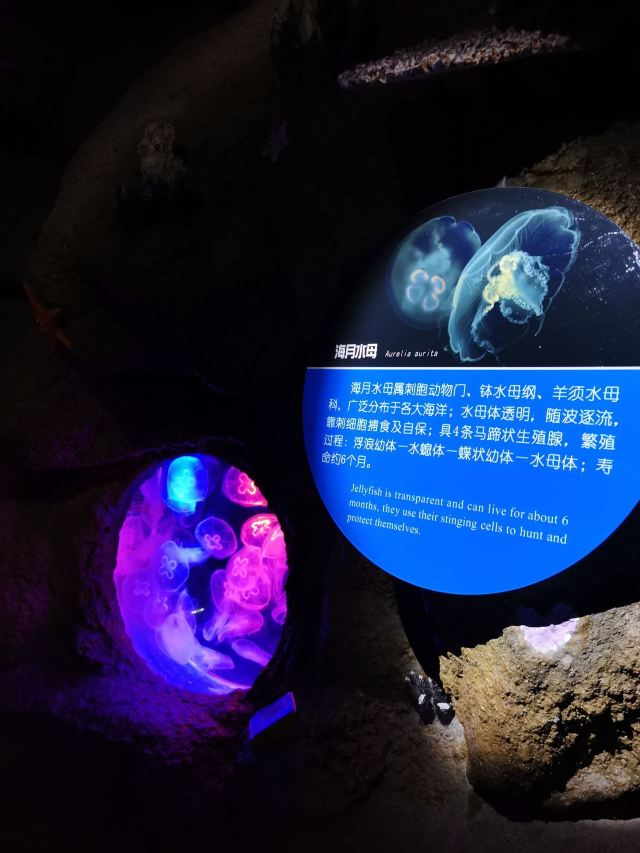 海月水母 Aurelia aurita
海月水母属刺胞动物门、钵水母纲、羊须水母
科，广泛分布于各大海洋；水母体透明，随波逐流，
靠刺细胞捕食及自保；具4条马蹄状生殖腺，繁殖
过程：浮浪幼体—水螅体—蝶状幼体—水母体；寿
命约6个月。
Jellyfish is transparent and can live for about 6
months, they use their stinging cells to hunt and
protect themselves.